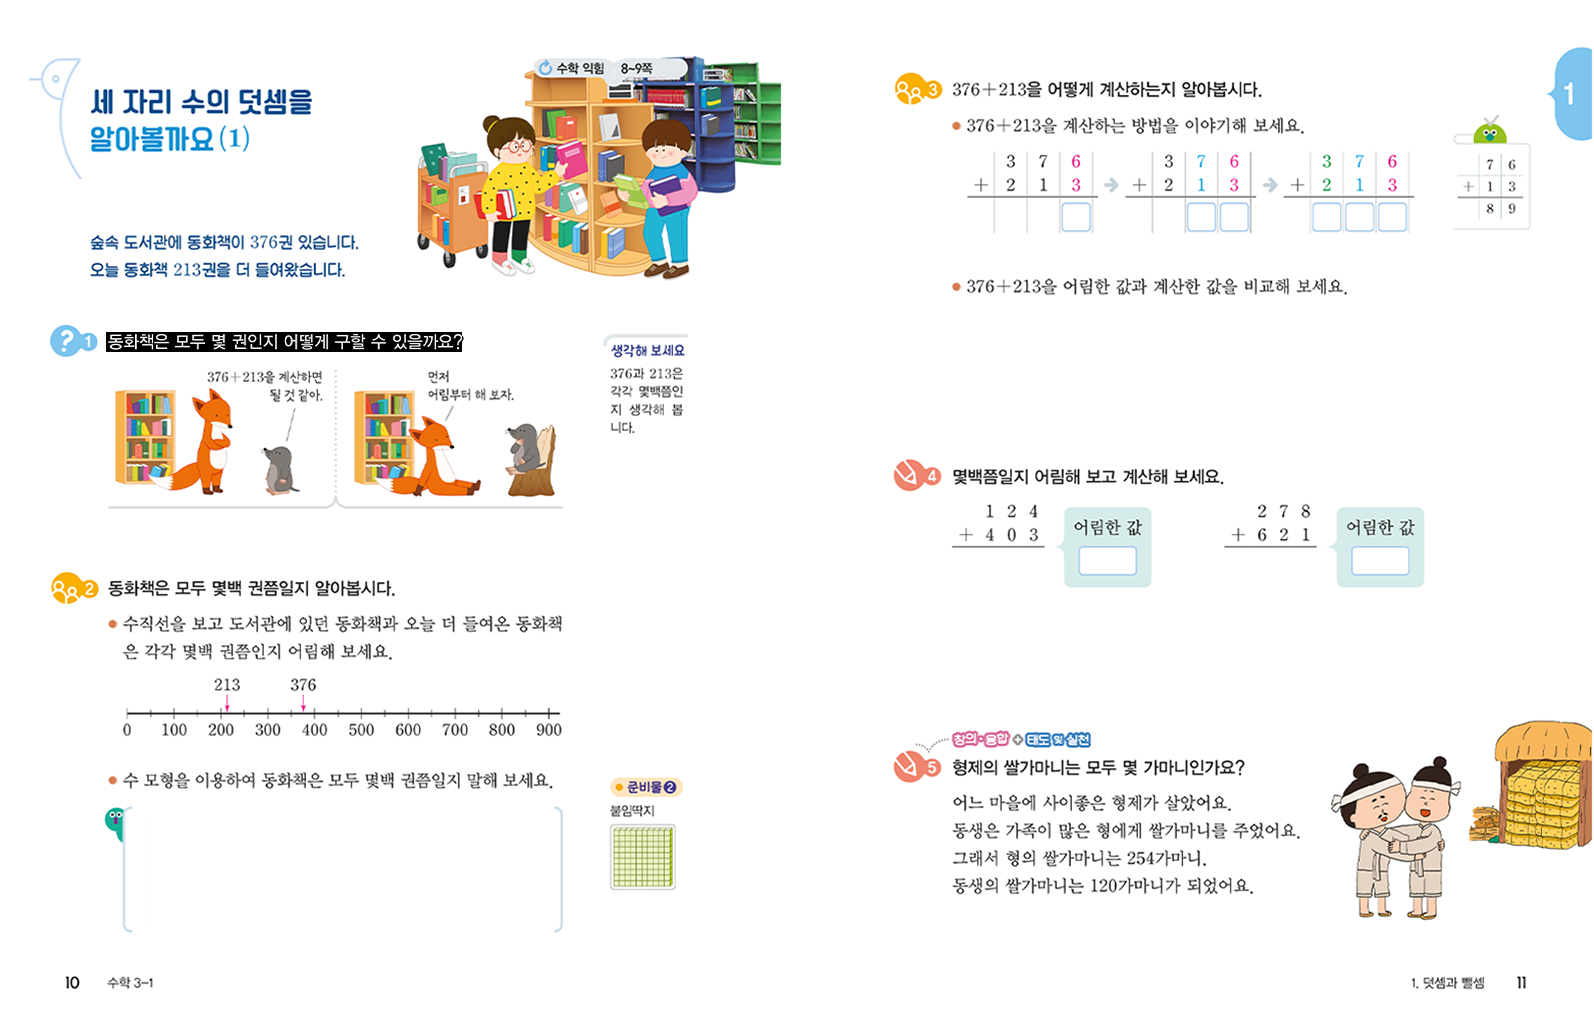 세 자리 수의 덧셈을
알아볼까요 (1)
수학 익힘 8~9쪽
숲속 도서관에 동화책이 376권 있습니다.
오늘 동화책 213권을 더 들여왔습니다.
? 1 동화책은 모두 몇 권인지 어떻게 구할 수 있을까요?
376+213을 계산하면
될 것 같아.
먼저
어림부터 해 보자.
생각해 보세요
376과 213은
각각 몇백쯤인
지 생각해 봅
니다.
2 동화책은 모두 몇백 권쯤일지 알아봅시다.
● 수직선을 보고 도서관에 있던 동화책과 오늘 더 들여온 동화책
은 각각 몇백 권쯤인지 어림해 보세요.
213 376
0 100 200 300 400 500 600 700 800 900
● 수 모형을 이용하여 동화책은 모두 몇백 권쯤일지 말해 보세요.
● 준비물 2
붙임딱지
10 수학 3-1
1
3 376+213을 어떻게 계산하는지 알아봅시다.
● 376+213을 계산하는 방법을 이야기해 보세요.
3 7 6 3 7 6 3 7 6
+ 2 1 3 + 2 1 3 + 2 1 3
7 6
+ 1 3
8 9
● 376+213을 어림한 값과 계산한 값을 비교해 보세요.
4 몇백쯤일지 어림해 보고 계산해 보세요.
1 2 4
+ 4 0 3
어림한 값
2 7 8
+ 6 2 1
어림한 값
창의·융합 + 태도 및 실천
5 형제의 쌀가마니는 모두 몇 가마니인가요?
어느 마을에 사이좋은 형제가 살았어요.
동생은 가족이 많은 형에게 쌀가마니를 주었어요.
그래서 형의 쌀가마니는 254가마니,
동생의 쌀가마니는 120가마니가 되었어요.
1. 덧셈과 뺄셈 11